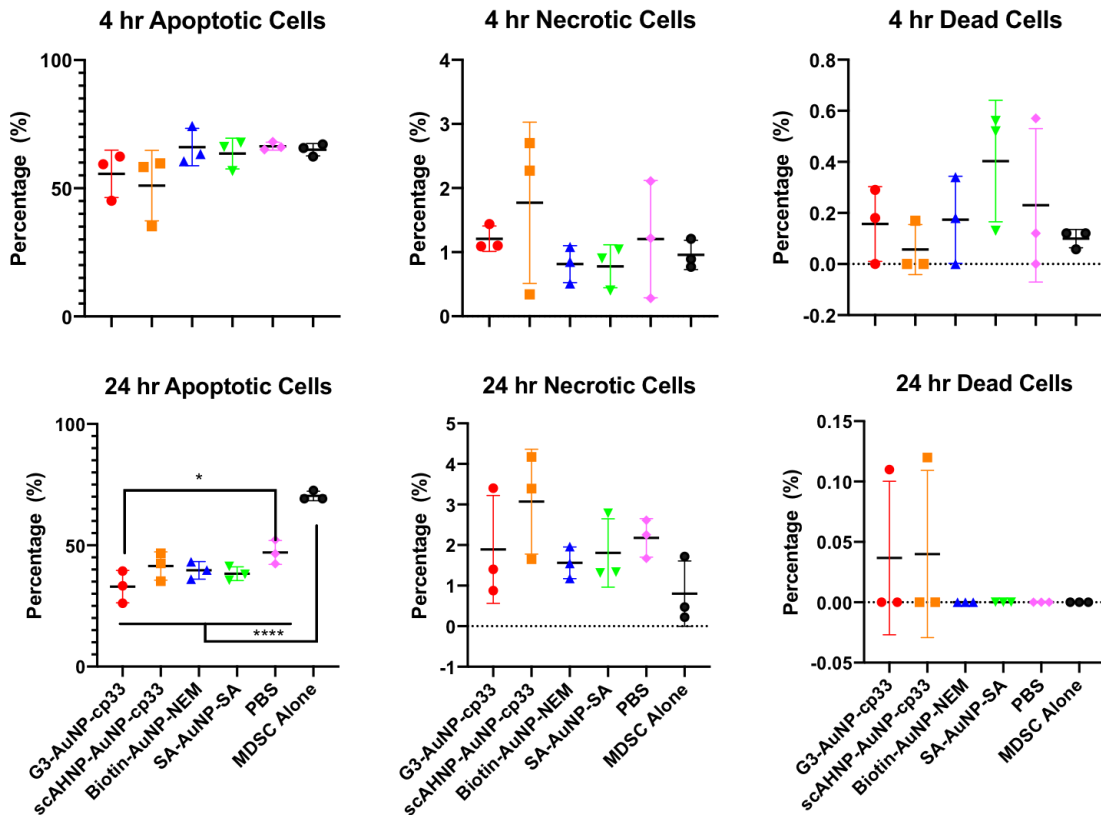 4 hr Apoptotic Cells
Percentage (%)
100
50
0
4 hr Necrotic Cells
Percentage (%)
4
3
2
1
0
4 hr Dead Cells
Percentage (%)
0.8
0.6
0.4
0.2
0.0
-0.2
24 hr Apoptotic Cells
Percentage (%)
100
50
0
*
****
G3-AuNP-cp33
scAHNP-AuNP-cp33
Biotin-AuNP-NEM
SA-AuNP-SA
PBS
MDSC Alone
24 hr Necrotic Cells
Percentage (%)
5
4
3
2
1
0
-1
G3-AuNP-cp33
scAHNP-AuNP-cp33
Biotin-AuNP-NEM
SA-AuNP-SA
PBS
MDSC Alone
24 hr Dead Cells
Percentage (%)
0.15
0.10
0.05
0.00
-0.05
G3-AuNP-cp33
scAHNP-AuNP-cp33
Biotin-AuNP-NEM
SA-AuNP-SA
PBS
MDSC Alone